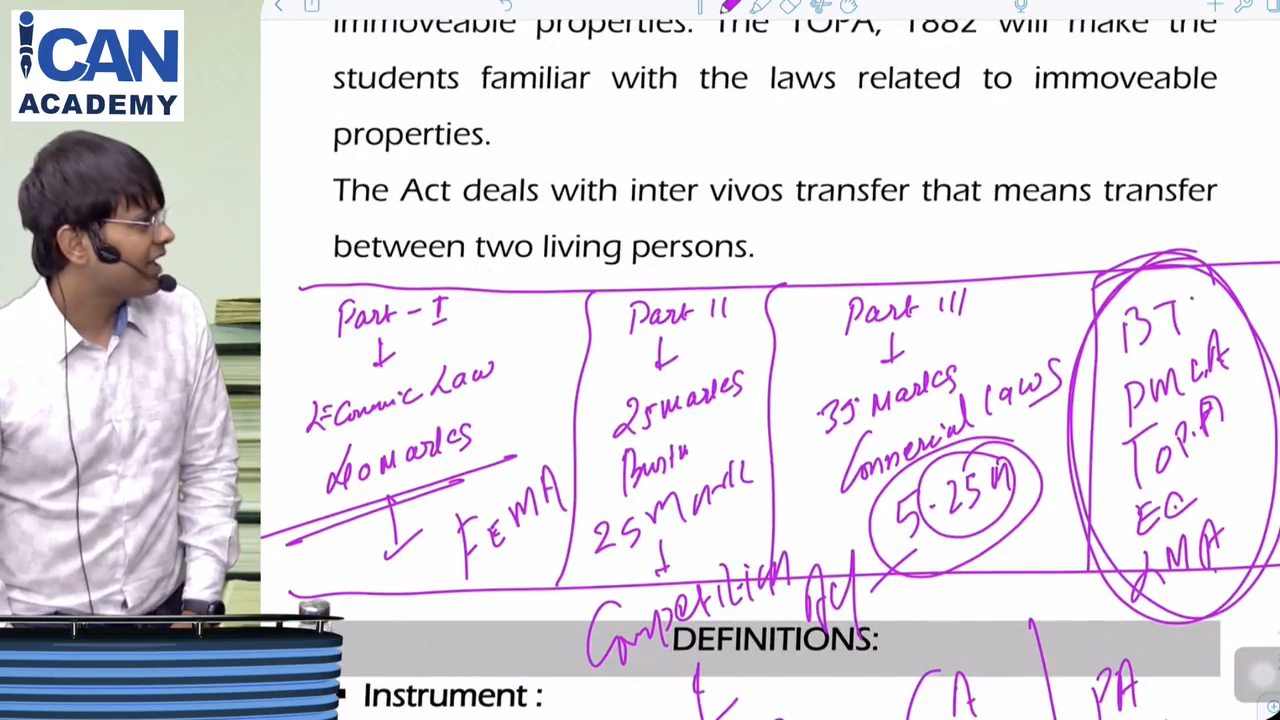 iCAN
ACADEMY
immoveable properties. The TOPA, 1882 will make the
students familiar with the laws related to immoveable
properties.
The Act deals with inter vivos transfer that means transfer
between two living persons.
Part - I
Economic Law
40 Marks
FEMA
Part II
25 Marks
25 Mark
Competition Act
Part III
35 Marks
Commercial laws
5 · 25 m
BT
PMLA
TOPA
EC
LMA
DEFINITIONS:
▪ Instrument :
CA
PA